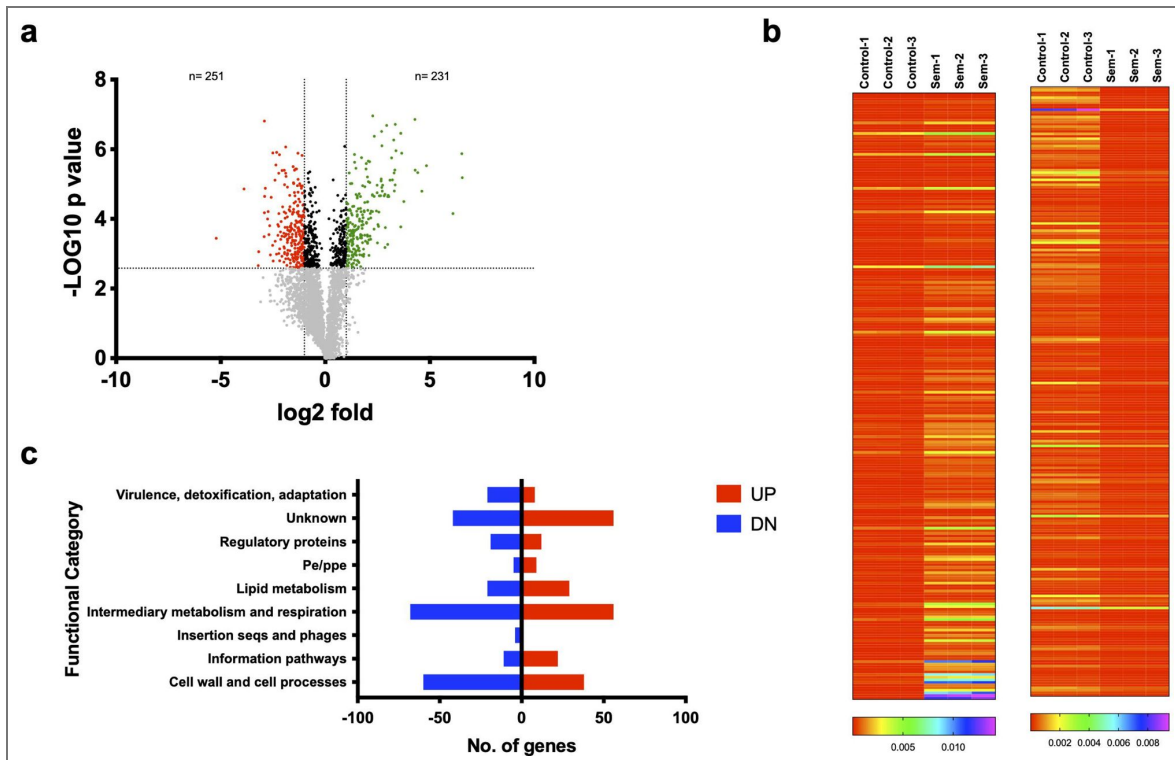 a
n= 251
n= 231
8
6
4
2
0
-LOG10 p value
-10
-5
0
5
10
log2 fold
b
Control-1
Control-2
Control-3
Sem-1
Sem-2
Sem-3
Control-1
Control-2
Control-3
Sem-1
Sem-2
Sem-3
0.005
0.010
0.002
0.004
0.006
0.008
c
Functional Category
Virulence, detoxification, adaptation
Unknown
Regulatory proteins
Pe/ppe
Lipid metabolism
Intermediary metabolism and respiration
Insertion seqs and phages
Information pathways
Cell wall and cell processes
-100
-50
0
50
100
No. of genes
UP
DN